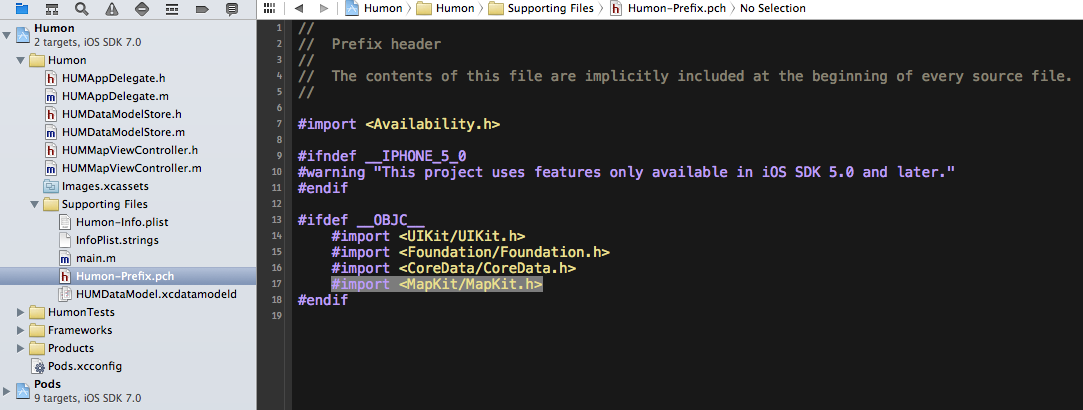 Humon 〉 Humon 〉 Supporting Files 〉 Humon-Prefix.pch 〉 No Selection
Humon
2 targets, iOS SDK 7.0
Humon
HUMAppDelegate.h
HUMAppDelegate.m
HUMDataModelStore.h
HUMDataModelStore.m
HUMMapViewController.h
HUMMapViewController.m
Images.xcassets
Supporting Files
Humon-Info.plist
InfoPlist.strings
main.m
Humon-Prefix.pch
HUMDataModel.xcdatamodeld
HumonTests
Frameworks
Products
Pods.xcconfig
Pods
9 targets, iOS SDK 7.0
1 //
2 //  Prefix header
3 //
4 //  The contents of this file are implicitly included at the beginning of every source file.
5 //
6
7 #import <Availability.h>
8
9 #ifndef __IPHONE_5_0
10 #warning "This project uses features only available in iOS SDK 5.0 and later."
11 #endif
12
13 #ifdef __OBJC__
14     #import <UIKit/UIKit.h>
15     #import <Foundation/Foundation.h>
16     #import <CoreData/CoreData.h>
17     #import <MapKit/MapKit.h>
18 #endif
19